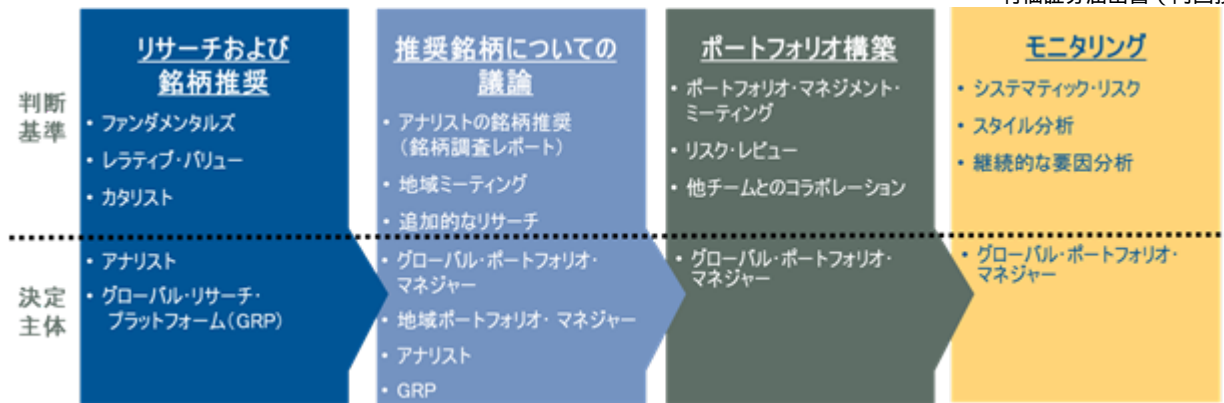 リサーチおよび
銘柄推奨
推奨銘柄についての
議論
ポートフォリオ構築
モニタリング
判断
基準
・ファンダメンタルズ
・レラティブ・バリュー
・カタリスト
・アナリストの銘柄推奨
（銘柄調査レポート）
・地域ミーティング
・追加的なリサーチ
・ポートフォリオ・マネジメント・
ミーティング
・リスク・レビュー
・他チームとのコラボレーション
・システマティック・リスク
・スタイル分析
・継続的な要因分析
決定
主体
・アナリスト
・グローバル・リサーチ・
プラットフォーム（GRP）
・グローバル・ポートフォリオ・
マネジャー
・地域ポートフォリオ・マネジャー
・アナリスト
・GRP
・グローバル・ポートフォリオ・
マネジャー
・グローバル・ポートフォリオ・
マネジャー